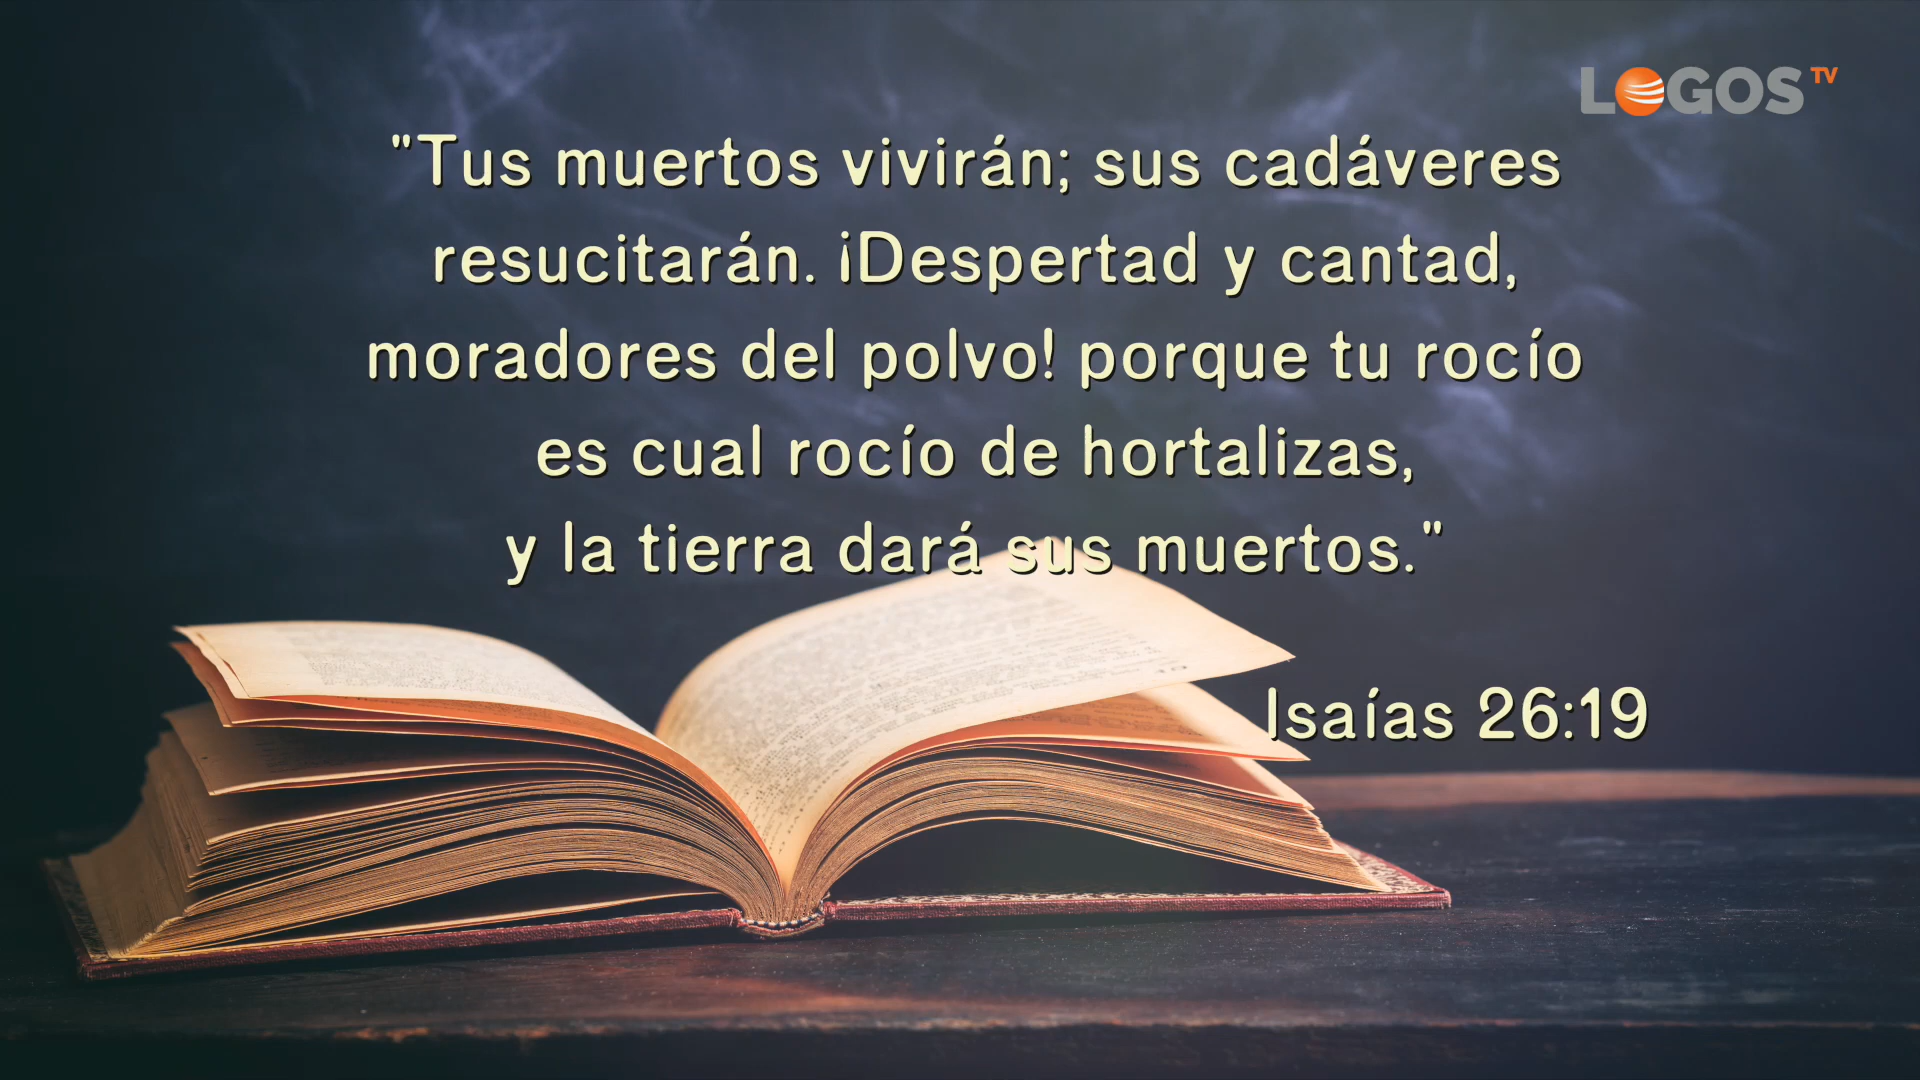 LOGOS TV
"Tus muertos vivirán; sus cadáveres
resucitarán. ¡Despertad y cantad,
moradores del polvo! porque tu rocío
es cual rocío de hortalizas,
y la tierra dará sus muertos."
Isaías 26:19